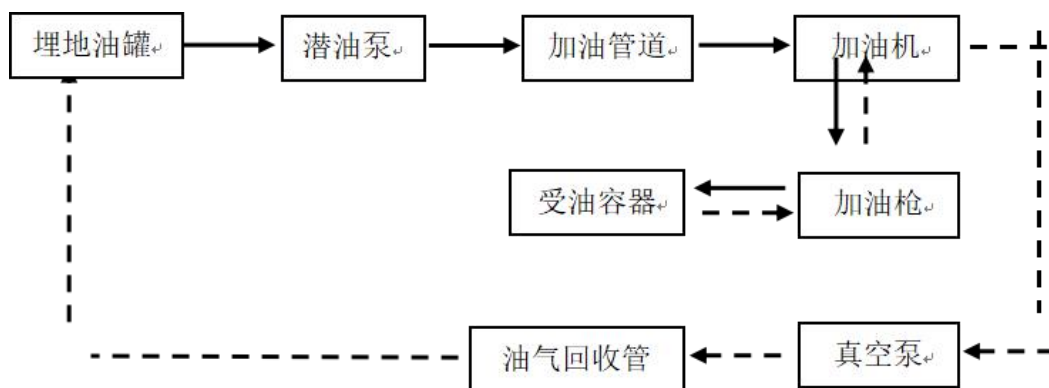 埋地油罐
潜油泵
加油管道
加油机
受油容器
加油枪
油气回收管
真空泵